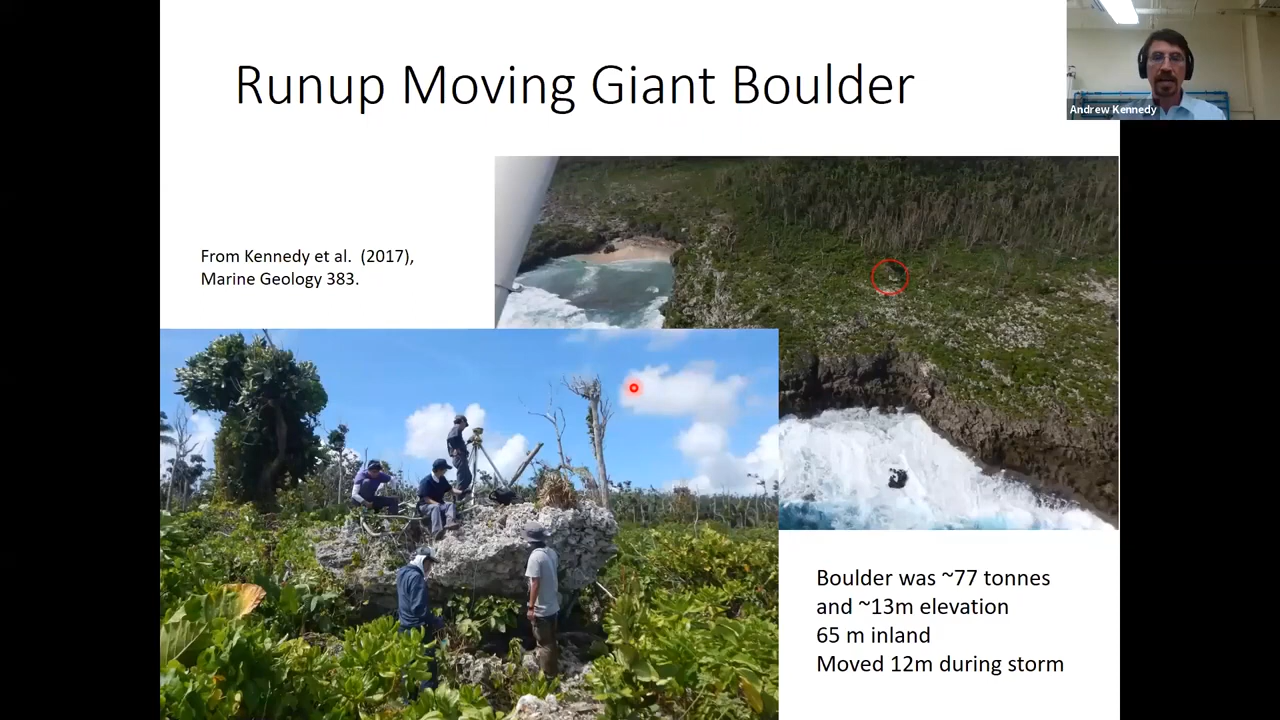 Runup Moving Giant Boulder
Andrew Kennedy
From Kennedy et al. (2017),
Marine Geology 383.
Boulder was ~77 tonnes
and ~13m elevation
65 m inland
Moved 12m during storm